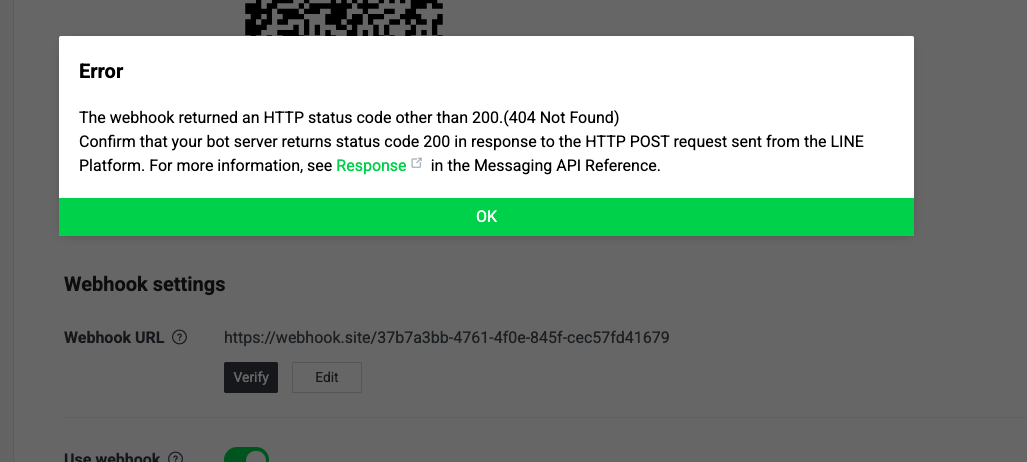 Error
The webhook returned an HTTP status code other than 200.(404 Not Found)
Confirm that your bot server returns status code 200 in response to the HTTP POST request sent from the LINE
Platform. For more information, see Response in the Messaging API Reference.
OK
Webhook settings
Webhook URL ? https://webhook.site/37b7a3bb-4761-4f0e-845f-cec57fd41679
Verify Edit
Use webhook ?